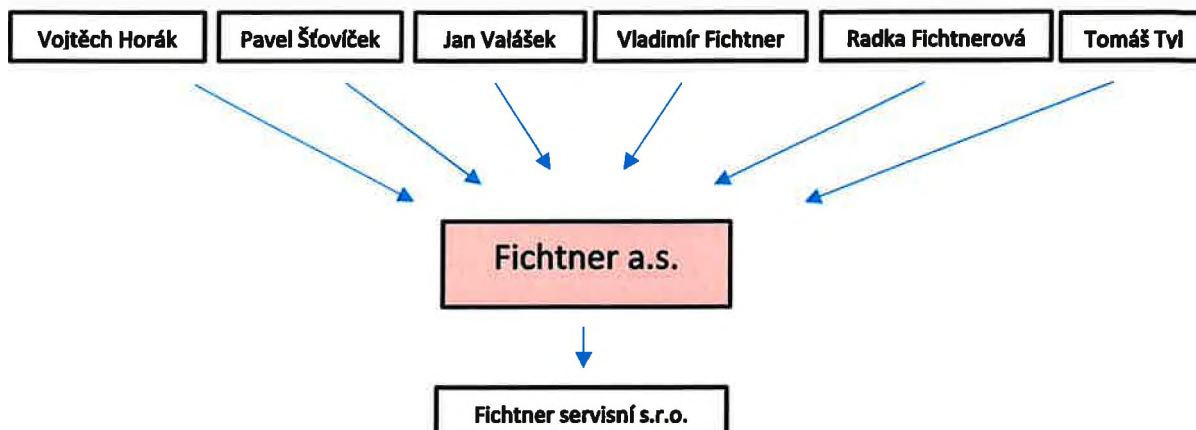 Vojtěch Horák
Pavel Šťovíček
Jan Valášek
Vladimír Fichtner
Radka Fichtnerová
Tomáš Tyl
Fichtner a.s.
Fichtner servisní s.r.o.